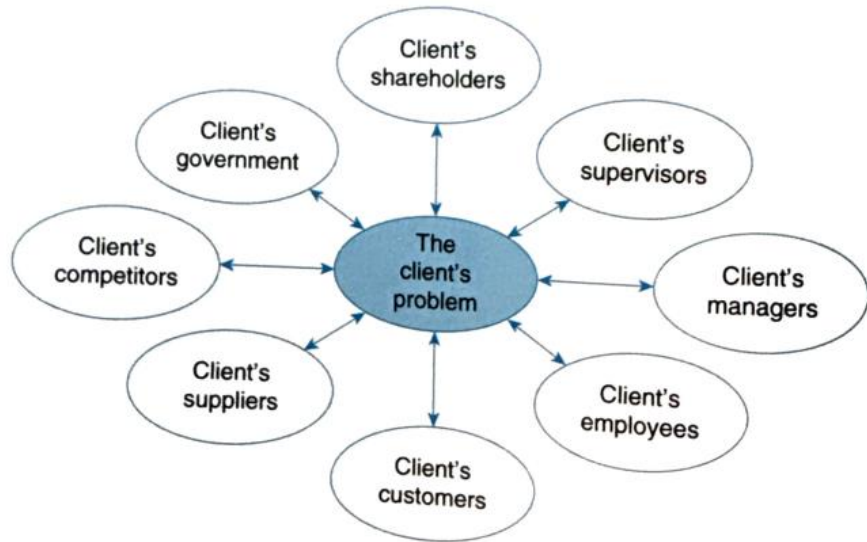 Client's
shareholders
Client's
government
Client's
supervisors
Client's
competitors
The
client's
problem
Client's
managers
Client's
suppliers
Client's
employees
Client's
customers